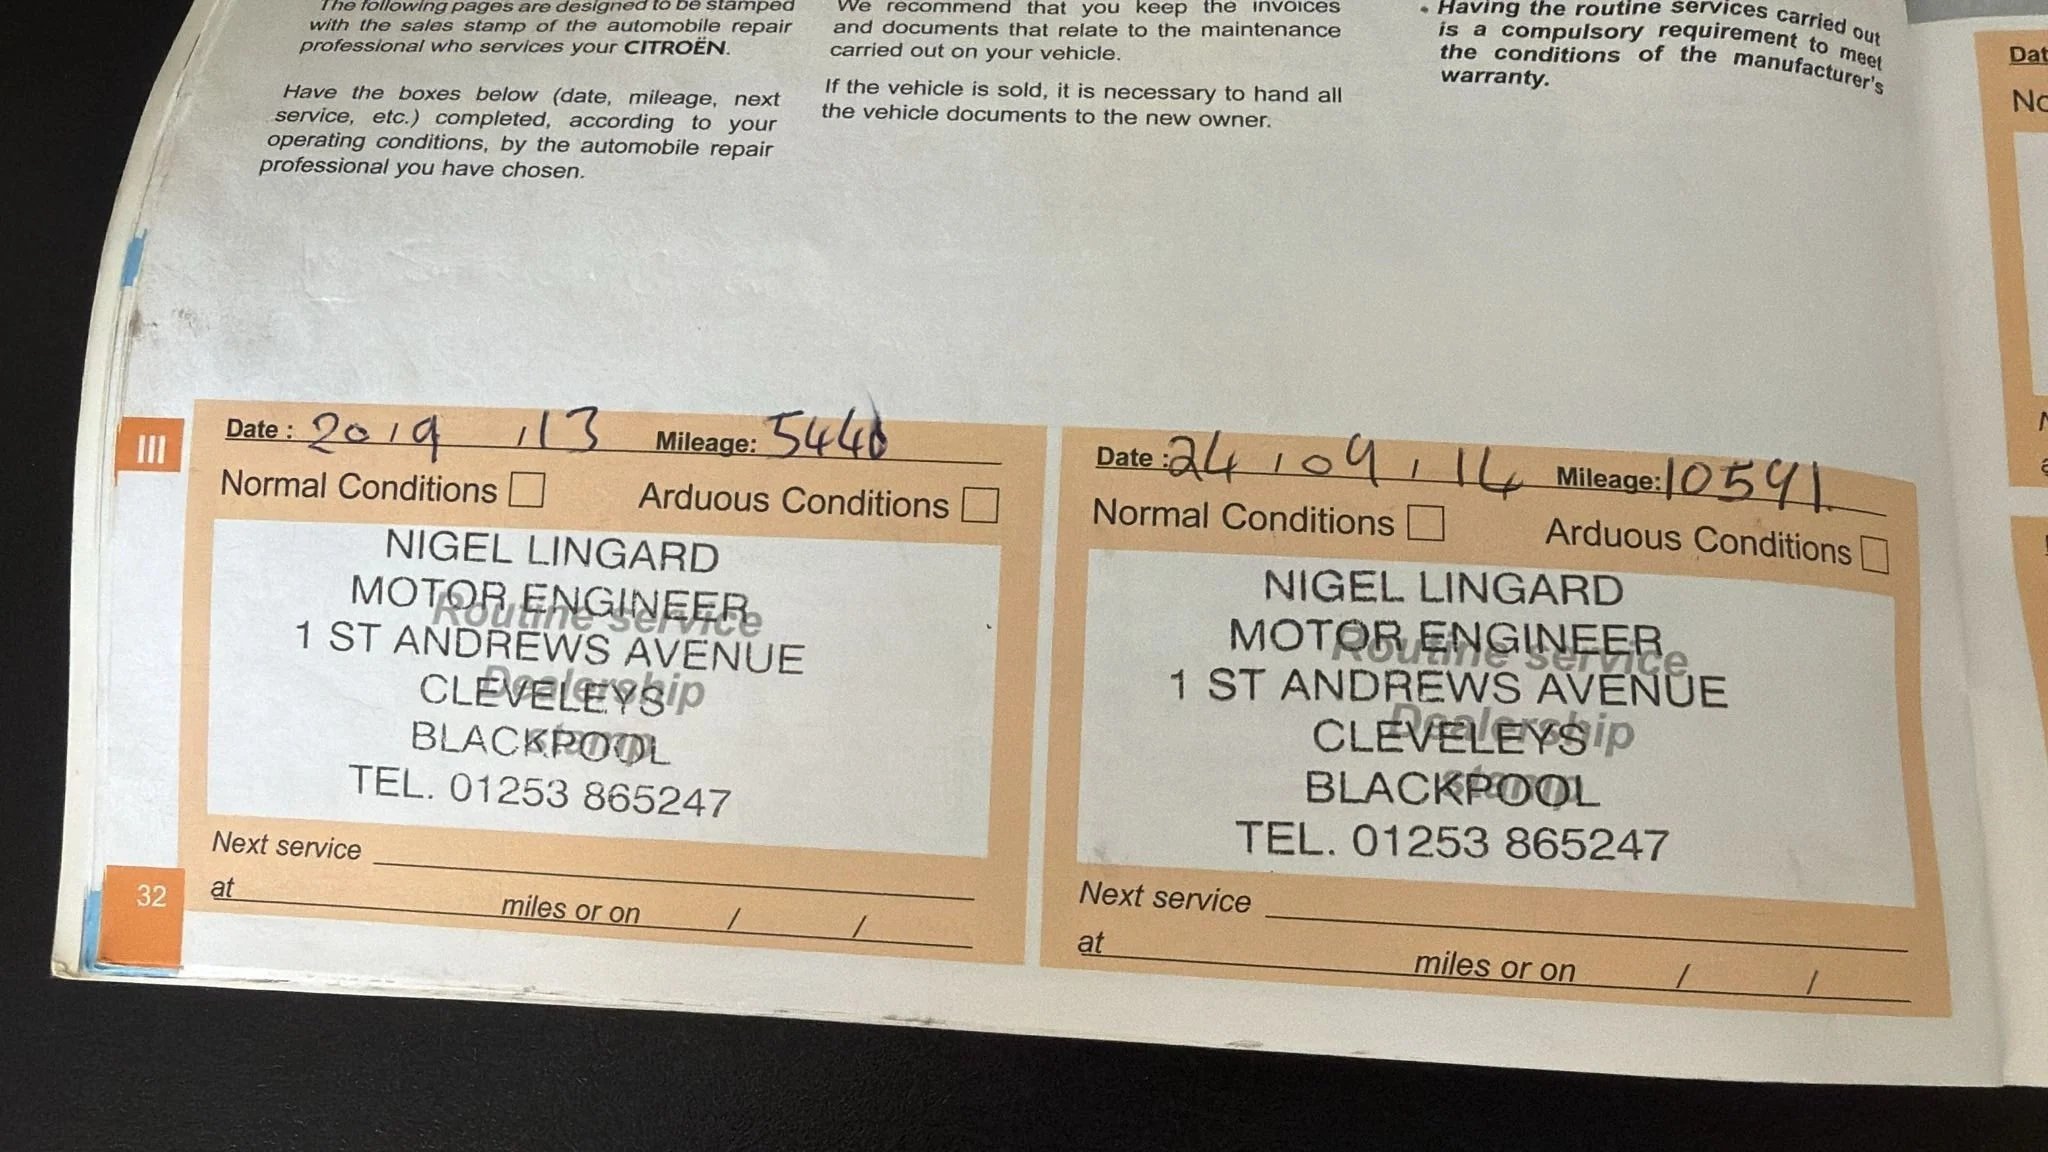 The following pages are designed to be stamped
with the sales stamp of the automobile repair
professional who services your CITROËN.
Have the boxes below (date, mileage, next
service, etc.) completed, according to your
operating conditions, by the automobile repair
professional you have chosen.
We recommend that you keep the invoices
and documents that relate to the maintenance
carried out on your vehicle.
If the vehicle is sold, it is necessary to hand all
the vehicle documents to the new owner.
• Having the routine services carried out
is a compulsory requirement to meet
the conditions of the manufacturer's
warranty.
III
Date : 20/9 /13 Mileage: 5446
Normal Conditions Arduous Conditions
Routine service
Dealership
stamp
NIGEL LINGARD
MOTOR ENGINEER
1 ST ANDREWS AVENUE
CLEVELEYS
BLACKPOOL
TEL. 01253 865247
Next service
at miles or on / /
Date : 24/09/14 Mileage: 10591
Normal Conditions Arduous Conditions
Routine service
Dealership
stamp
NIGEL LINGARD
MOTOR ENGINEER
1 ST ANDREWS AVENUE
CLEVELEYS
BLACKPOOL
TEL. 01253 865247
Next service
at miles or on / /
32
Dat
No